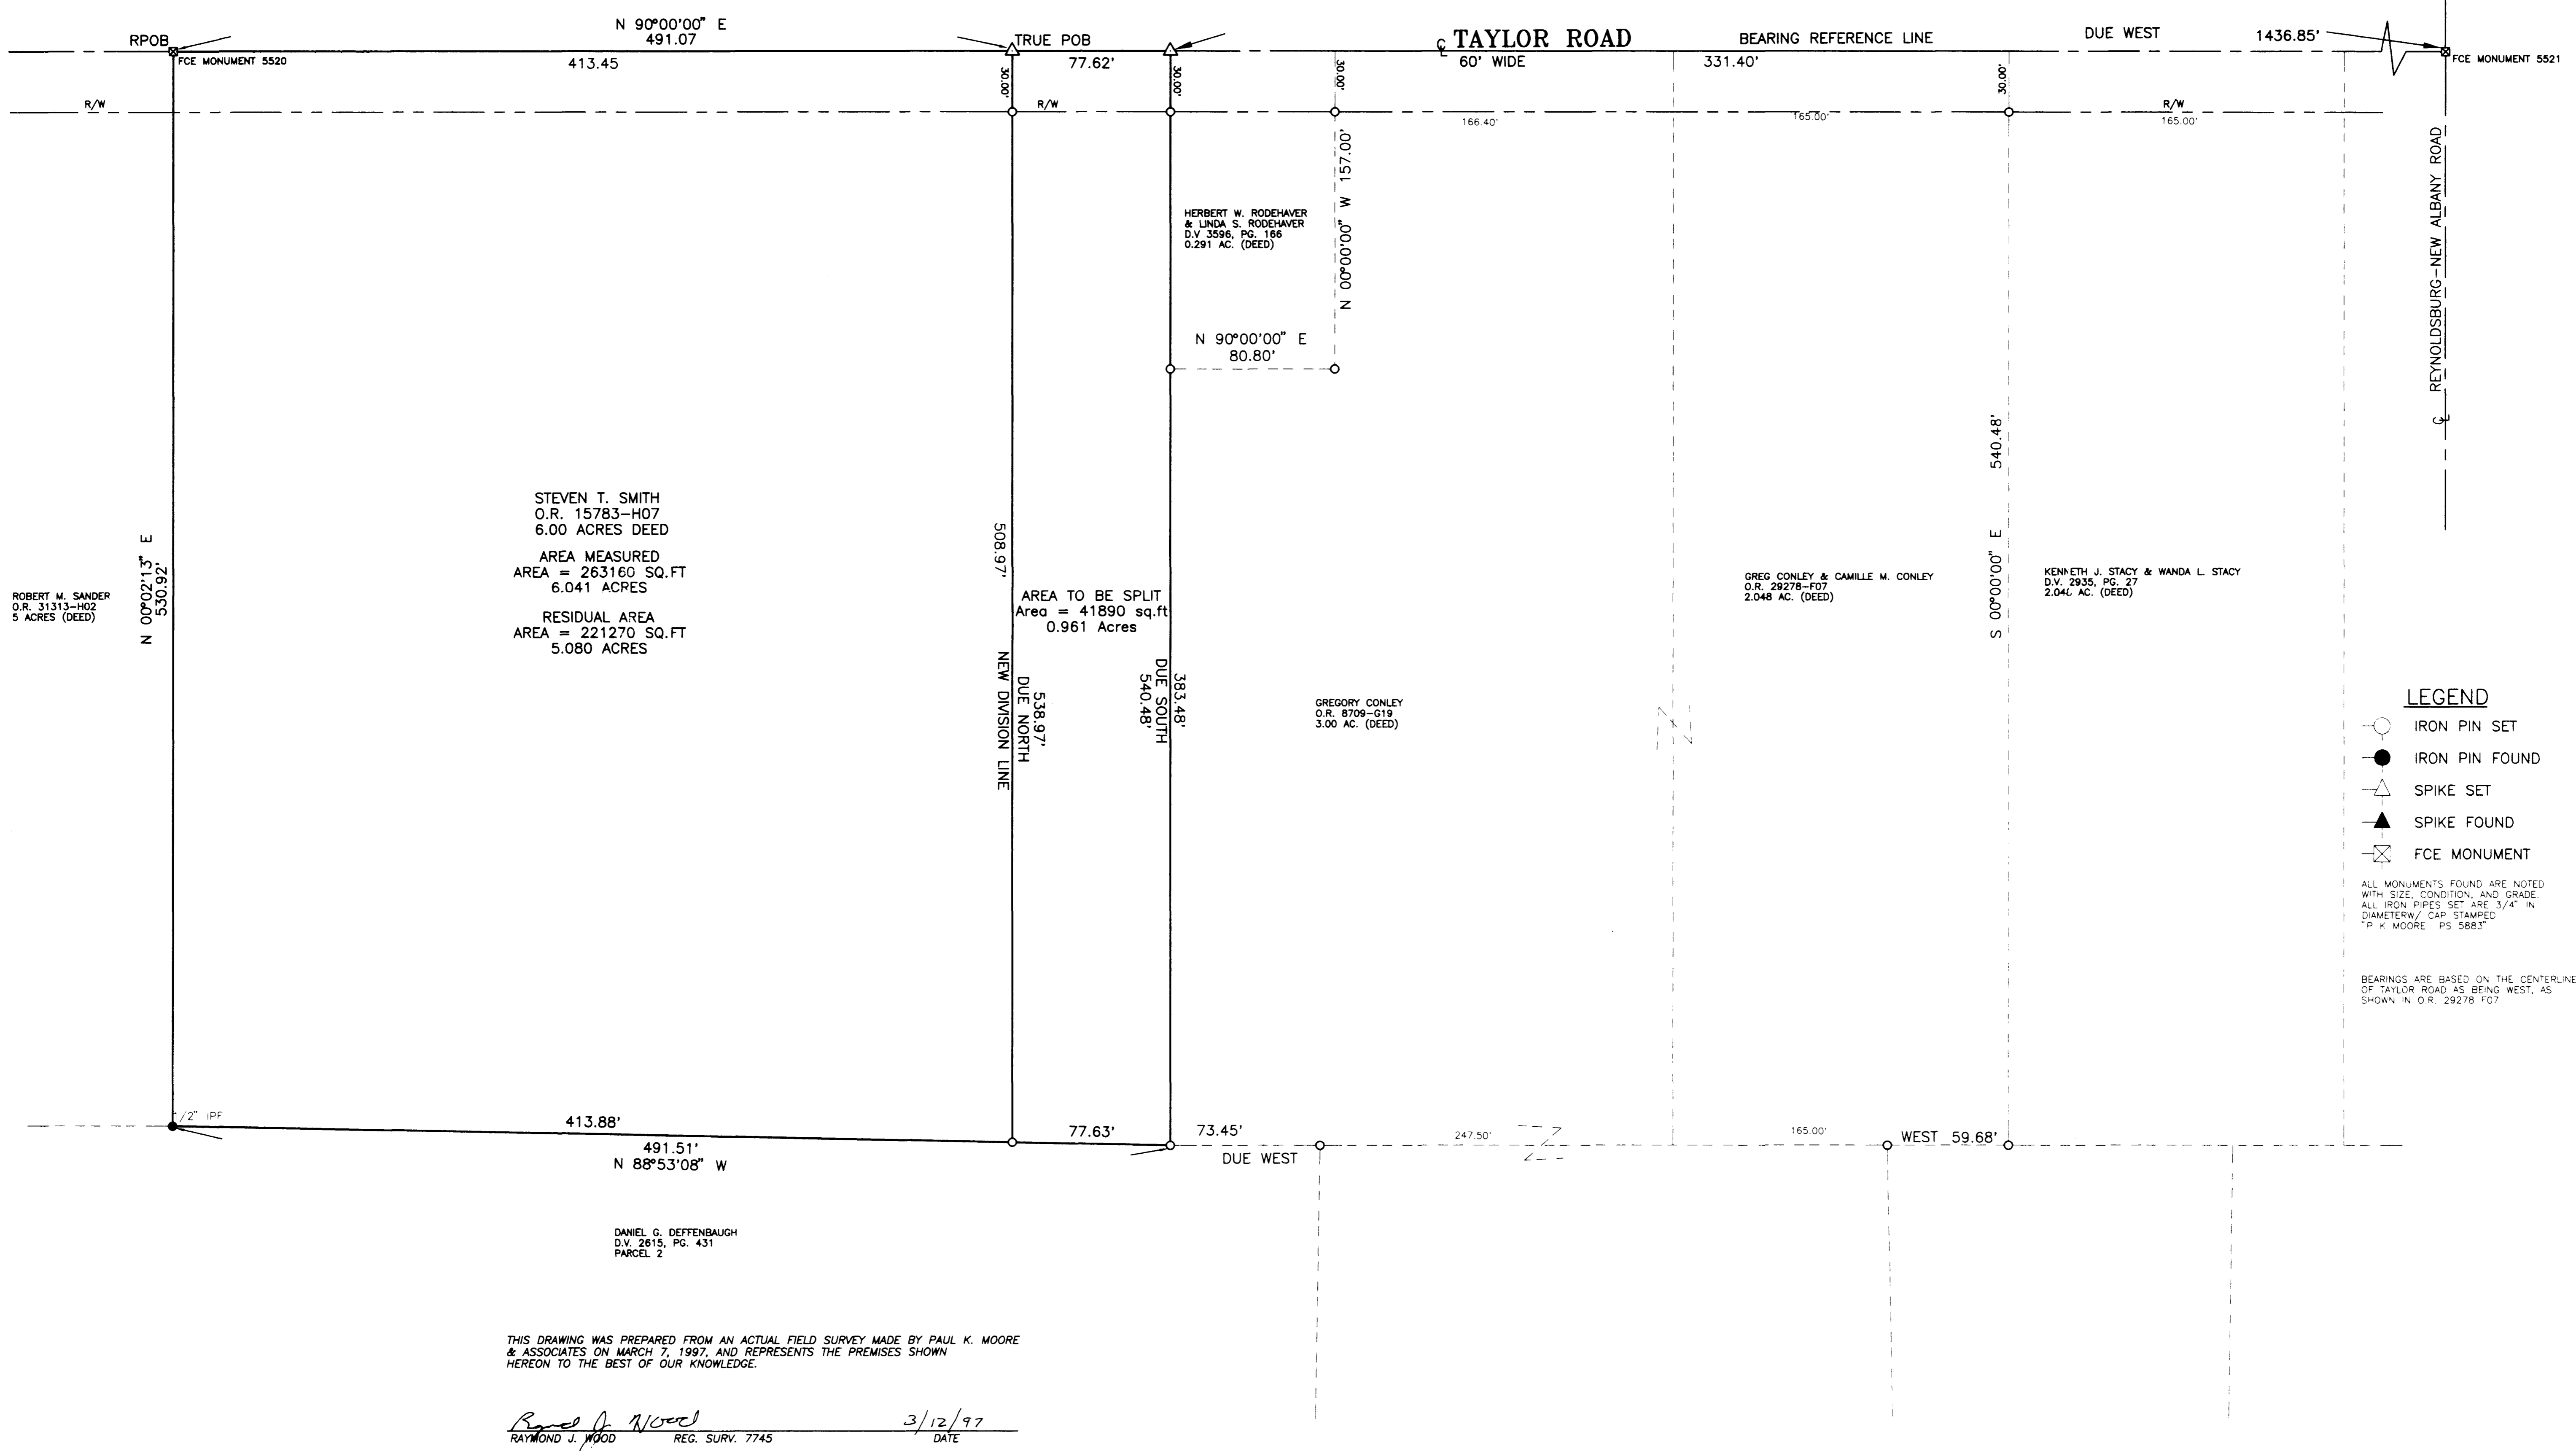 N 90°00'00" E
491.07
RPOB
TRUE POB
℄ TAYLOR ROAD
BEARING REFERENCE LINE
DUE WEST
1436.85'
FCE MONUMENT 5520
413.45
77.62'
60' WIDE
331.40'
FCE MONUMENT 5521
30.00'
30.00'
30.00'
30.00'
R/W
R/W
R/W
166.40'
165.00'
165.00'
N 00°00'00" W 157.00'
℄ REYNOLDSBURG-NEW ALBANY ROAD
HERBERT W. RODEHAVER
& LINDA S. RODEHAVER
D.V 3596, PG. 166
0.291 AC. (DEED)
N 90°00'00" E
80.80'
STEVEN T. SMITH
O.R. 15783-H07
6.00 ACRES DEED
AREA MEASURED
AREA = 263160 SQ.FT
6.041 ACRES
RESIDUAL AREA
AREA = 221270 SQ.FT
5.080 ACRES
ROBERT M. SANDER
O.R. 31313-H02
5 ACRES (DEED)
N 00°02'13" E
530.92'
508.97'
NEW DIVISION LINE
538.97'
DUE NORTH
AREA TO BE SPLIT
Area = 41890 sq.ft
0.961 Acres
383.48'
DUE SOUTH
540.48'
GREGORY CONLEY
O.R. 8709-G19
3.00 AC. (DEED)
GREG CONLEY & CAMILLE M. CONLEY
O.R. 29278-F07
2.048 AC. (DEED)
S 00°00'00" E 540.48'
KENNETH J. STACY & WANDA L. STACY
D.V. 2935, PG. 27
AC. (DEED)
LEGEND
IRON PIN SET
IRON PIN FOUND
SPIKE SET
SPIKE FOUND
FCE MONUMENT
ALL MONUMENTS FOUND ARE NOTED
WITH SIZE, CONDITION, AND GRADE.
ALL IRON PIPES SET ARE 3/4" IN
DIAMETERW/ CAP STAMPED
"P K MOORE PS 5883"
BEARINGS ARE BASED ON THE CENTERLINE
OF TAYLOR ROAD AS BEING WEST, AS
SHOWN IN O.R. 29278 F07
1/2" IPF
413.88'
77.63'
73.45'
247.50'
165.00'
WEST 59.68'
491.51'
N 88°53'08" W
DUE WEST
DANIEL G. DEFFENBAUGH
D.V. 2615, PG. 431
PARCEL 2
THIS DRAWING WAS PREPARED FROM AN ACTUAL FIELD SURVEY MADE BY PAUL K. MOORE
& ASSOCIATES ON MARCH 7, 1997, AND REPRESENTS THE PREMISES SHOWN
HEREON TO THE BEST OF OUR KNOWLEDGE.
Raymond J. Wood 3/12/97
RAYMOND J. WOOD REG. SURV. 7745 DATE